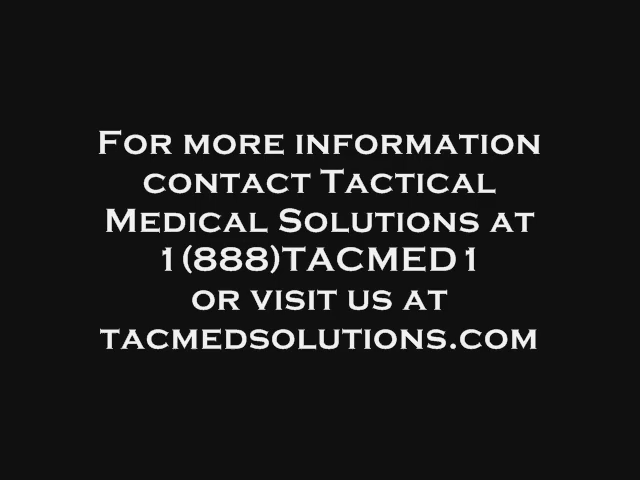 For more information
contact Tactical
Medical Solutions at
1(888)TACMED1
or visit us at
tacmedsolutions.com